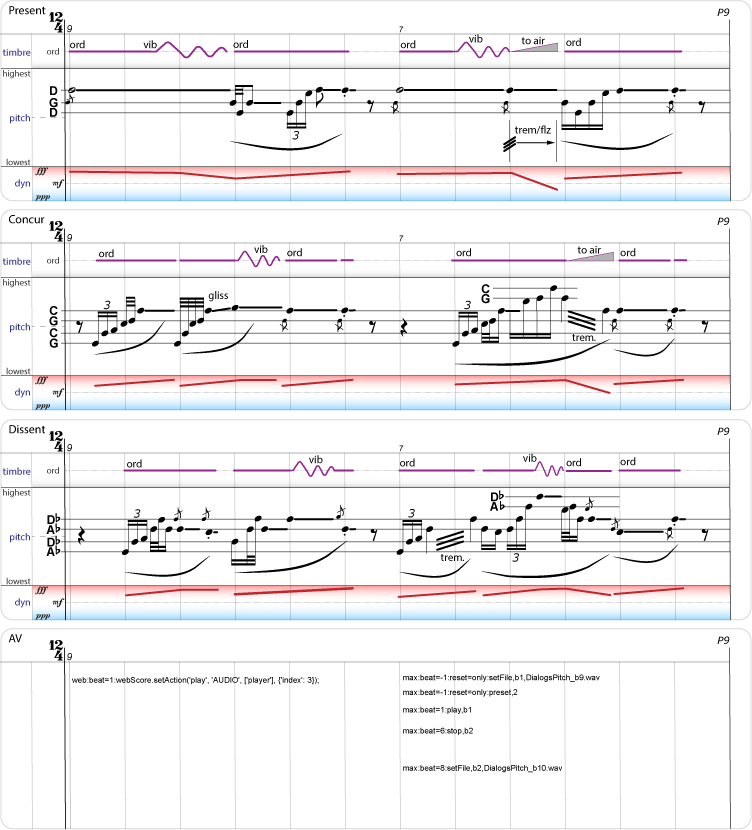 Present
P9
12
4
9
7
timbre
ord
ord
vib
ord
ord
vib
to air
ord
highest
pitch
D
G
D
3
trem/flz
lowest
dyn
fff
mf
ppp
Concur
P9
12
4
9
7
timbre
ord
ord
vib
ord
ord
to air
ord
highest
pitch
C
G
C
G
3
gliss
C
G
3
trem.
lowest
dyn
fff
mf
ppp
Dissent
P9
12
4
9
7
timbre
ord
ord
vib
ord
vib
ord
ord
highest
pitch
D♭
A♭
D♭
A♭
3
3
D♭
A♭
trem.
3
lowest
dyn
fff
mf
ppp
AV
P9
12
4
9
web:beat=1:webScore.setAction('play', 'AUDIO', ['player'], {'index': 3});
max:beat=-1:reset=only:setFile,b1,DialogsPitch_b9.wav
max:beat=-1:reset=only:preset,2
max:beat=1:play,b1
max:beat=6:stop,b2
max:beat=8:setFile,b2,DialogsPitch_b10.wav